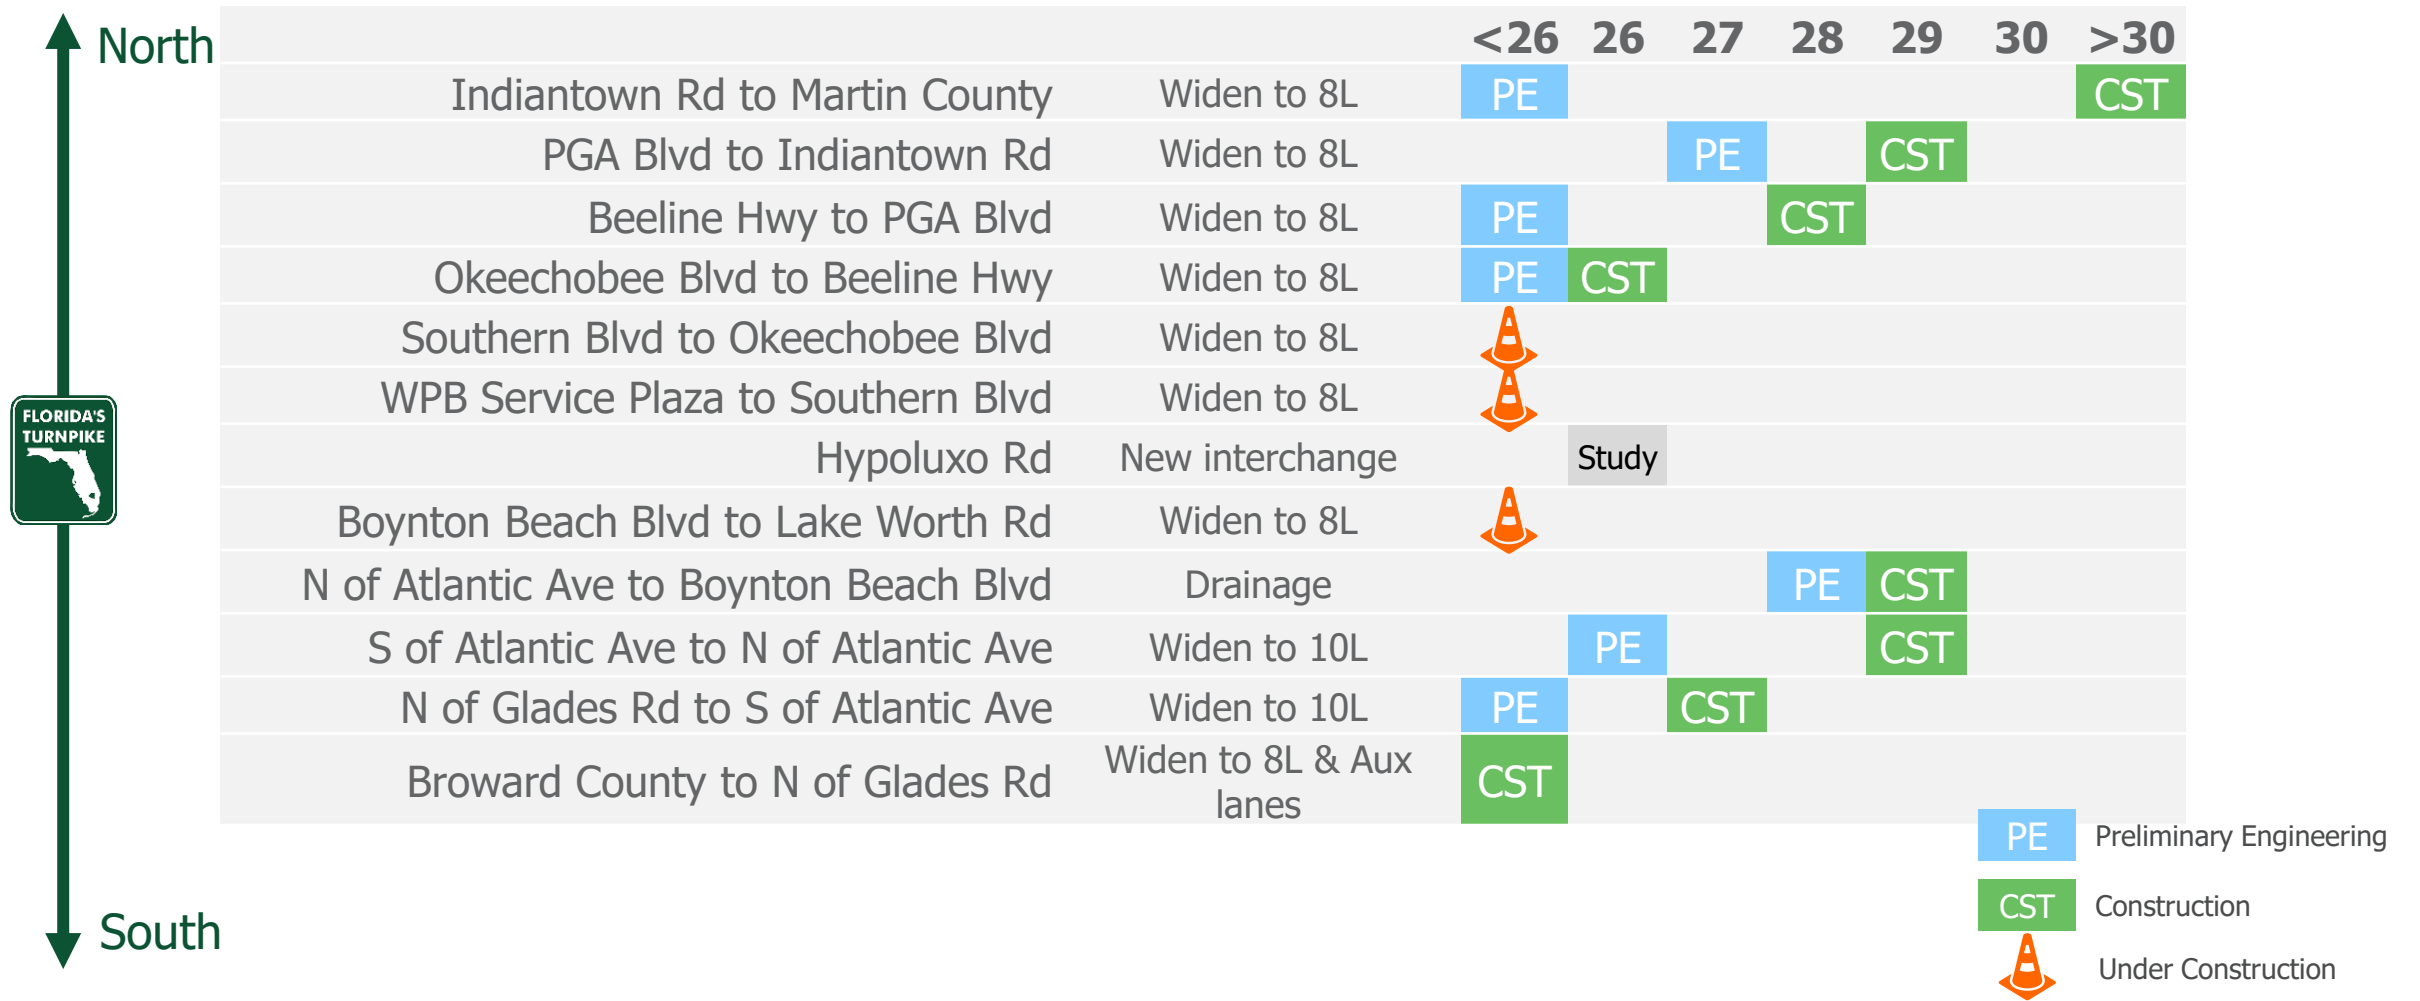 North
<26 26 27 28 29 30 >30
Indiantown Rd to Martin County Widen to 8L PE CST
PGA Blvd to Indiantown Rd Widen to 8L PE CST
Beeline Hwy to PGA Blvd Widen to 8L PE CST
Okeechobee Blvd to Beeline Hwy Widen to 8L PE CST
Southern Blvd to Okeechobee Blvd Widen to 8L
WPB Service Plaza to Southern Blvd Widen to 8L
FLORIDA'S
TURNPIKE
Hypoluxo Rd New interchange Study
Boynton Beach Blvd to Lake Worth Rd Widen to 8L
N of Atlantic Ave to Boynton Beach Blvd Drainage PE CST
S of Atlantic Ave to N of Atlantic Ave Widen to 10L PE CST
N of Glades Rd to S of Atlantic Ave Widen to 10L PE CST
Broward County to N of Glades Rd Widen to 8L & Aux
lanes CST
South
PE Preliminary Engineering
CST Construction
Under Construction